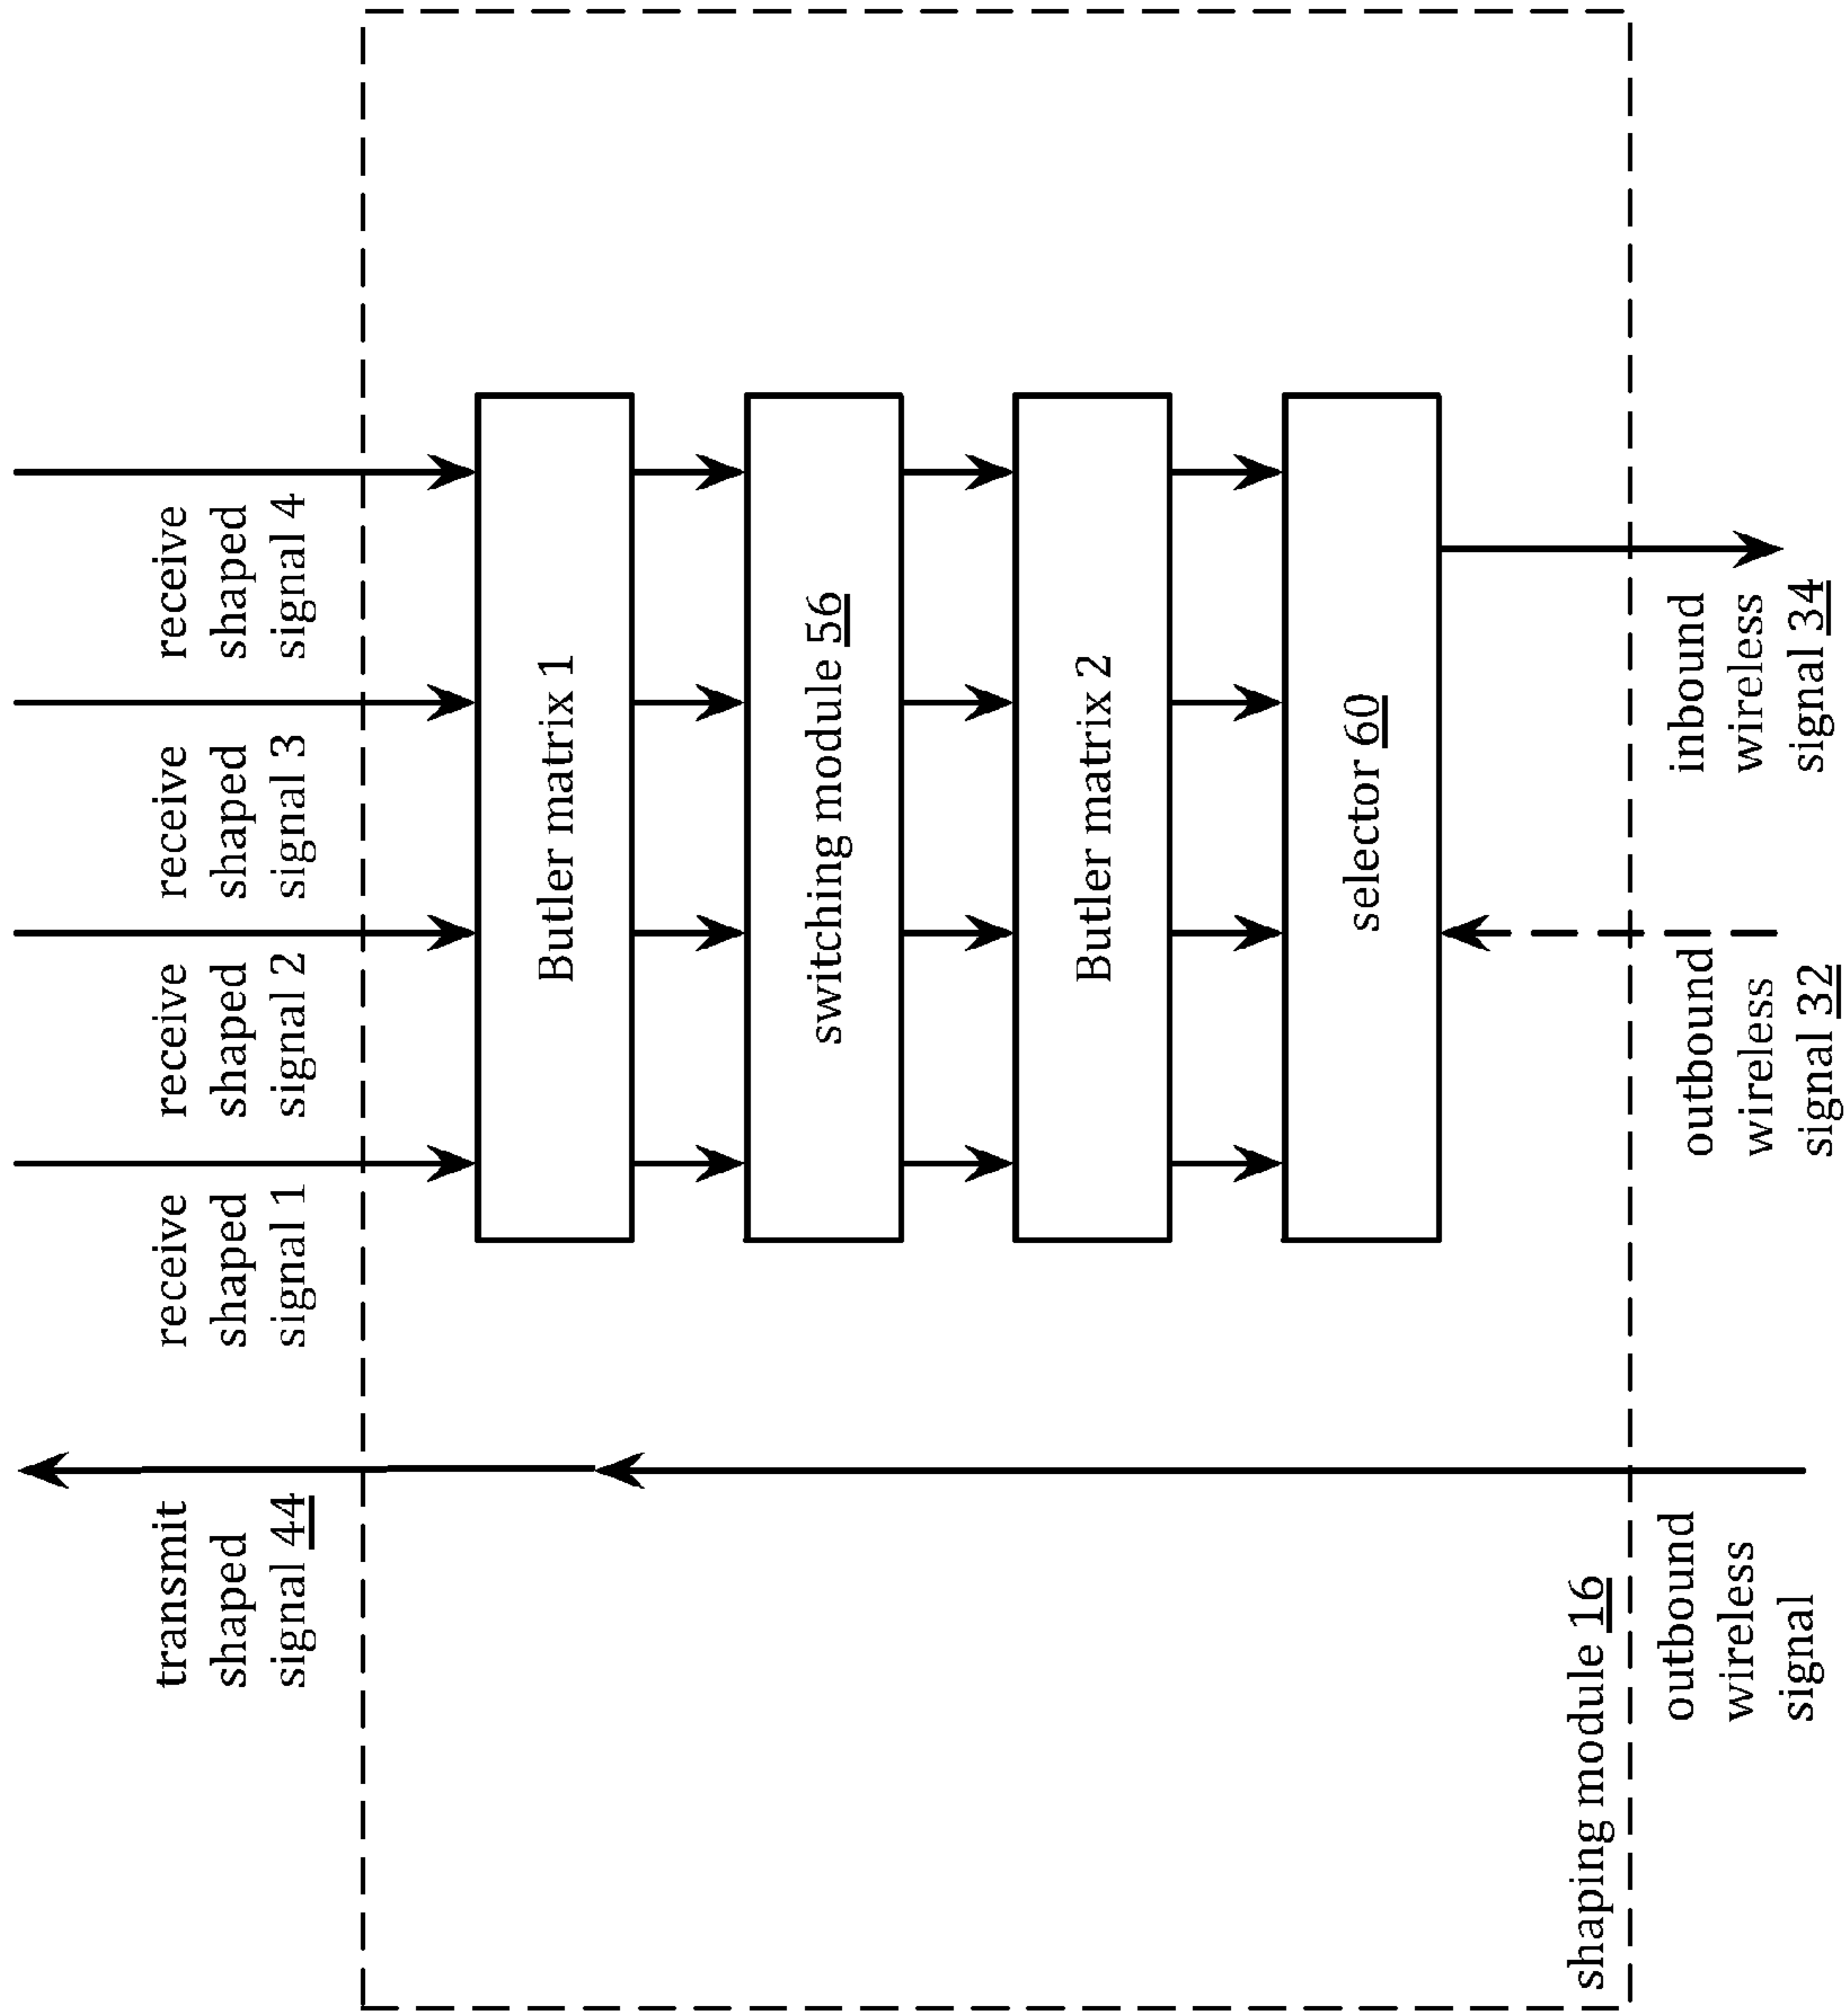 transmit
shaped
signal 44
receive
shaped
signal 1
receive
shaped
signal 2
receive
shaped
signal 3
receive
shaped
signal 4
Butler matrix 1
switching module 56
Butler matrix 2
selector 60
shaping module 16
outbound
wireless
signal
outbound
wireless
signal 32
inbound
wireless
signal 34